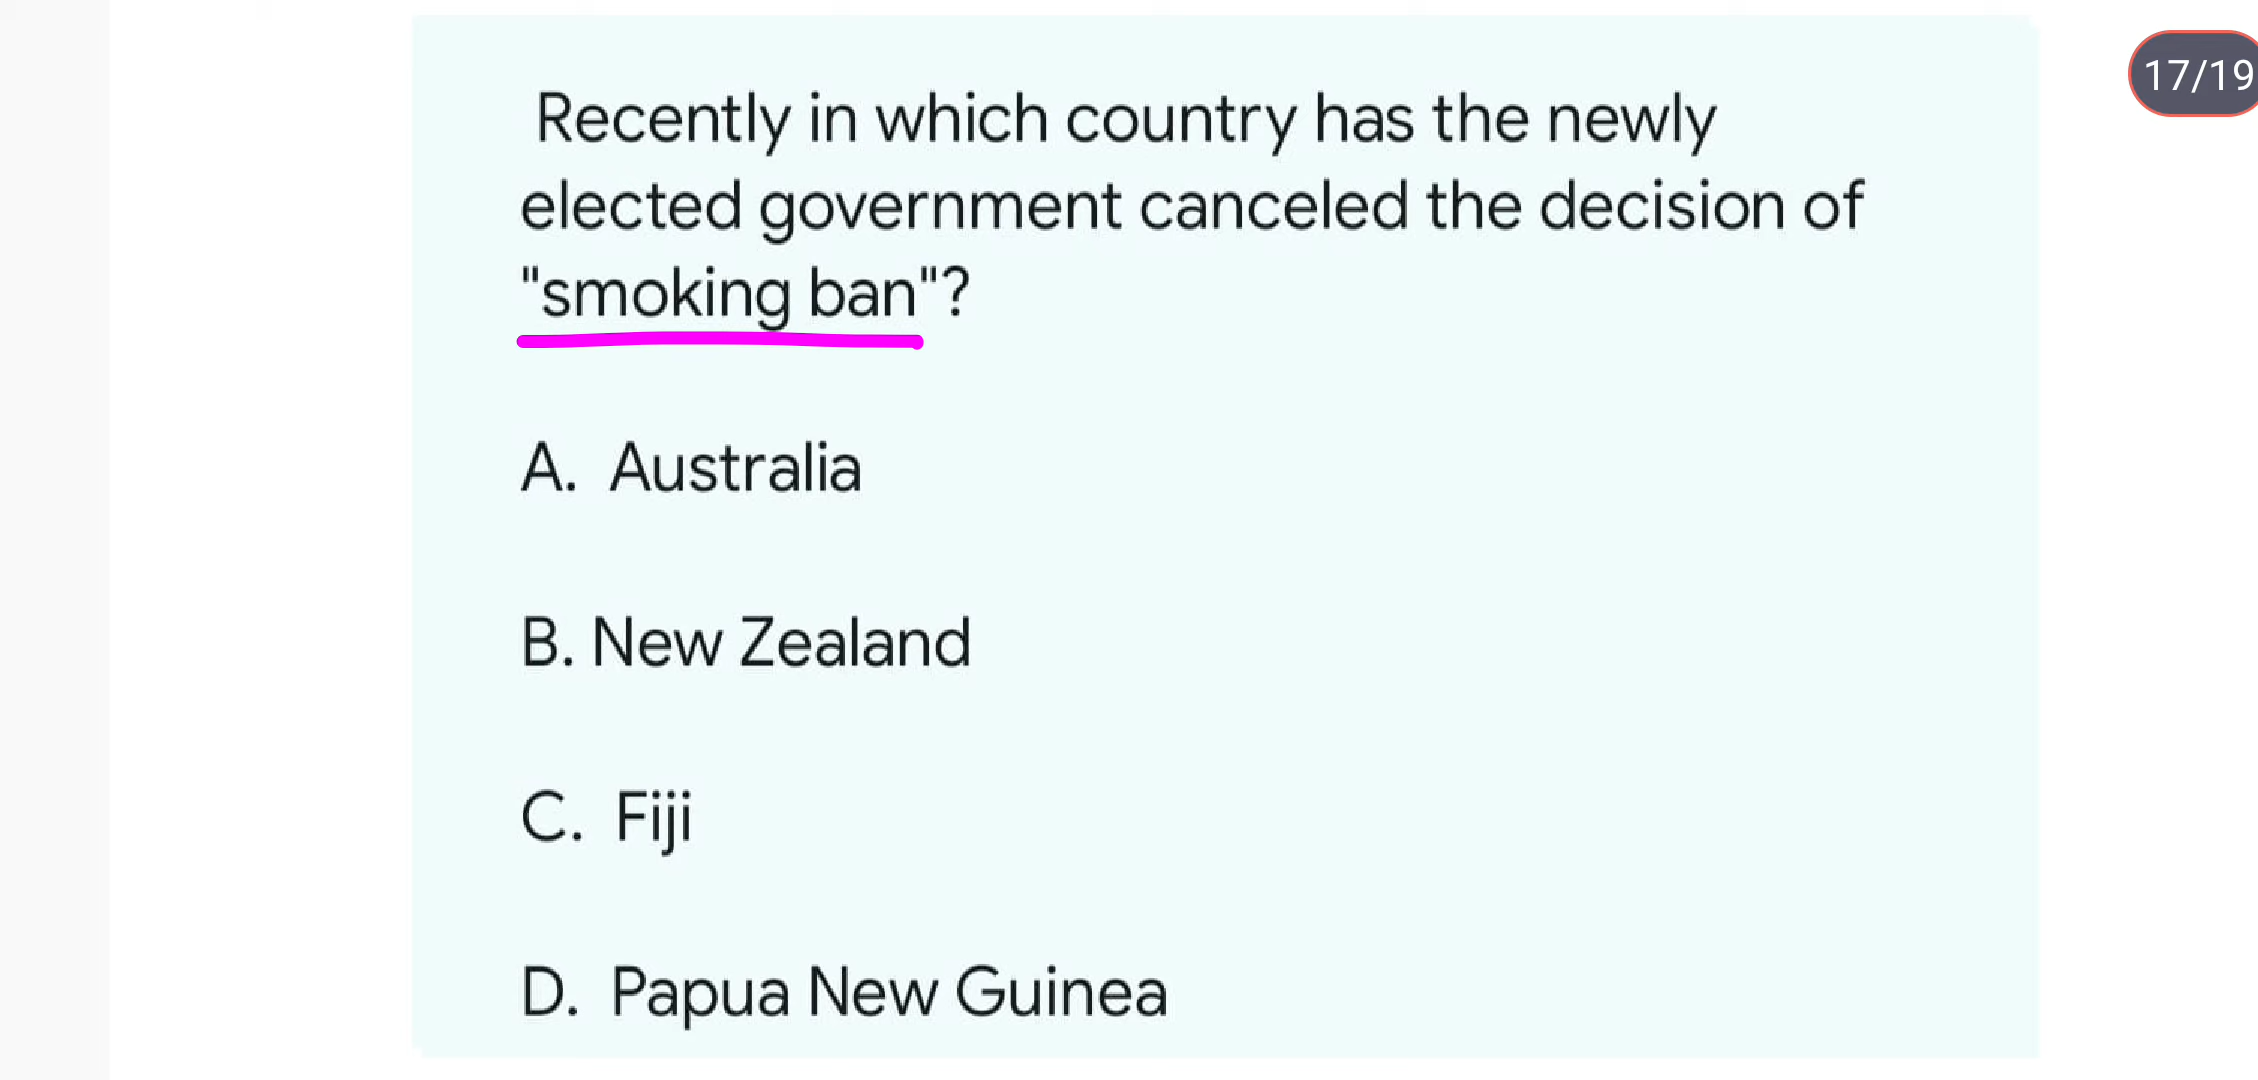 Recently in which country has the newly
17/19
elected government canceled the decision of
"smoking ban"?
A. Australia
B. New Zealand
C. Fiji
D. Papua New Guinea